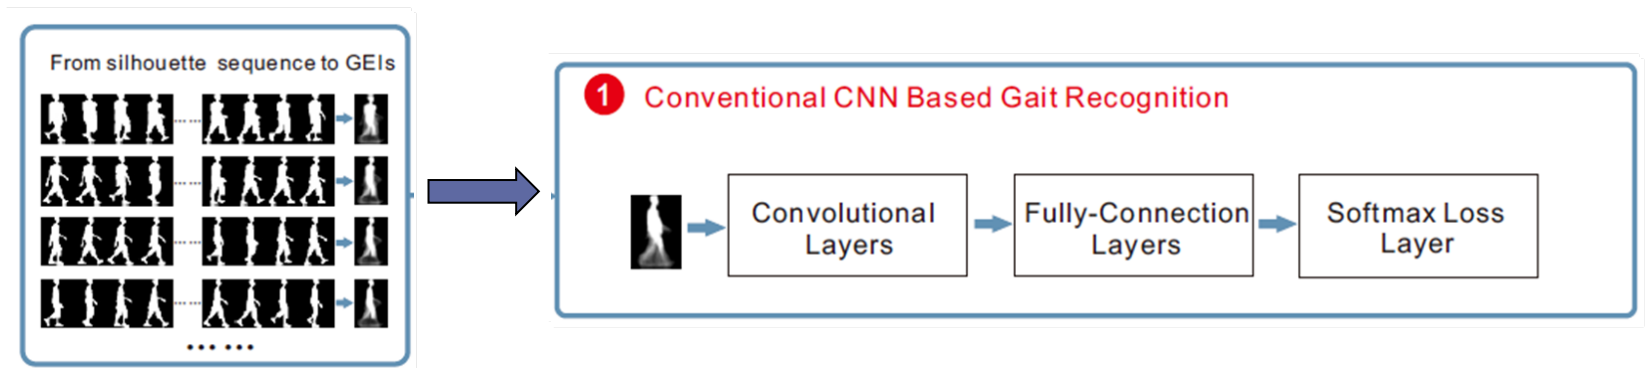 From silhouette sequence to GEIs
... ...
... ...
... ...
... ...
... ...
1 Conventional CNN Based Gait Recognition
Convolutional
Layers
Fully-Connection
Layers
Softmax Loss
Layer